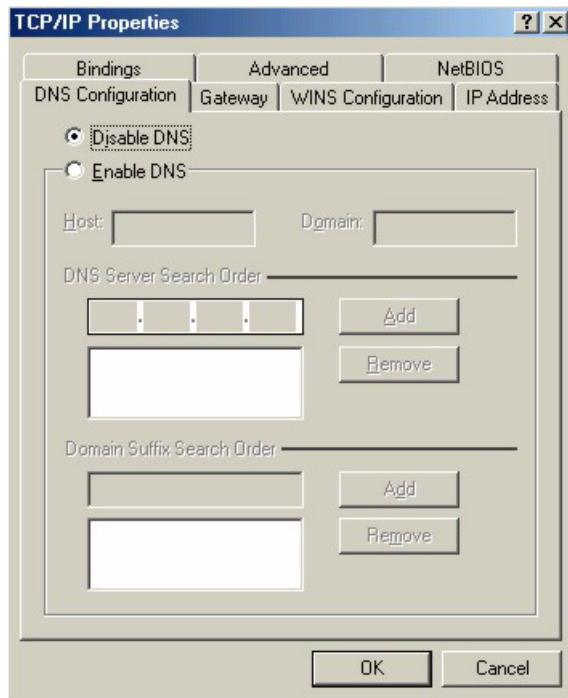 TCP/IP Properties
Bindings Advanced NetBIOS
DNS Configuration Gateway WINS Configuration IP Address
Disable DNS
Enable DNS
Host: Domain:
DNS Server Search Order
. . .
Add
Remove
Domain Suffix Search Order
Add
Remove
OK Cancel